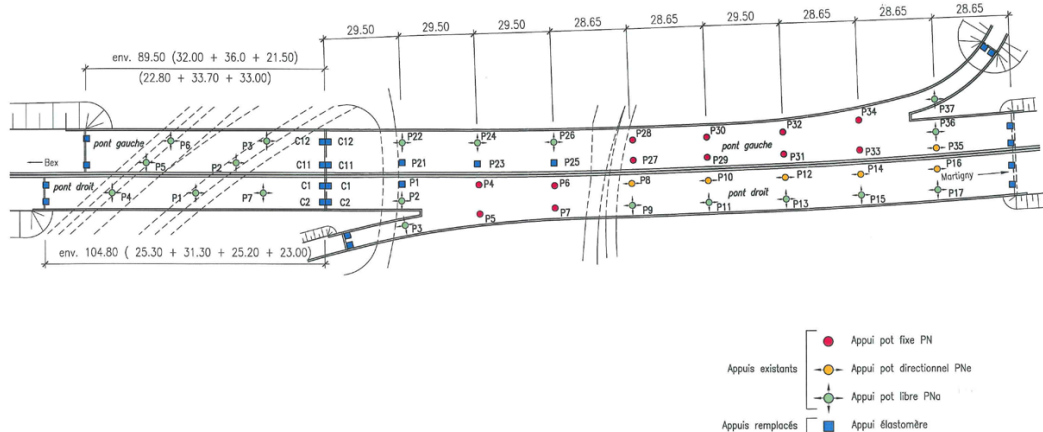 29.50 29.50 29.50 28.65 28.65 29.50 28.65 28.65 28.65
env. 89.50 (32.00 + 36.0 + 21.50)
(22.80 + 33.70 + 33.00)
P34 P37
P6 P3 C12 C12 P22 P24 P26 P28 P30 P32 P36
pont gauche pont gauche
Bex P5 P2 C11 C11 P21 P23 P25 P27 P29 P31 P33 P35
pont droit C1 C1 P1 P4 P6 P8 P10 P12 P14 P16
Martigny
P4 P1 P7 C2 C2 P2 pont droit
P3 P5 P7 P9 P11 P13 P15 P17
env. 104.80 ( 25.30 + 31.30 + 25.20 + 23.00)
Appuis existants
Appui pot fixe PN
Appui pot directionnel PNe
Appui pot libre PNa
Appuis remplacés
Appui élastomère